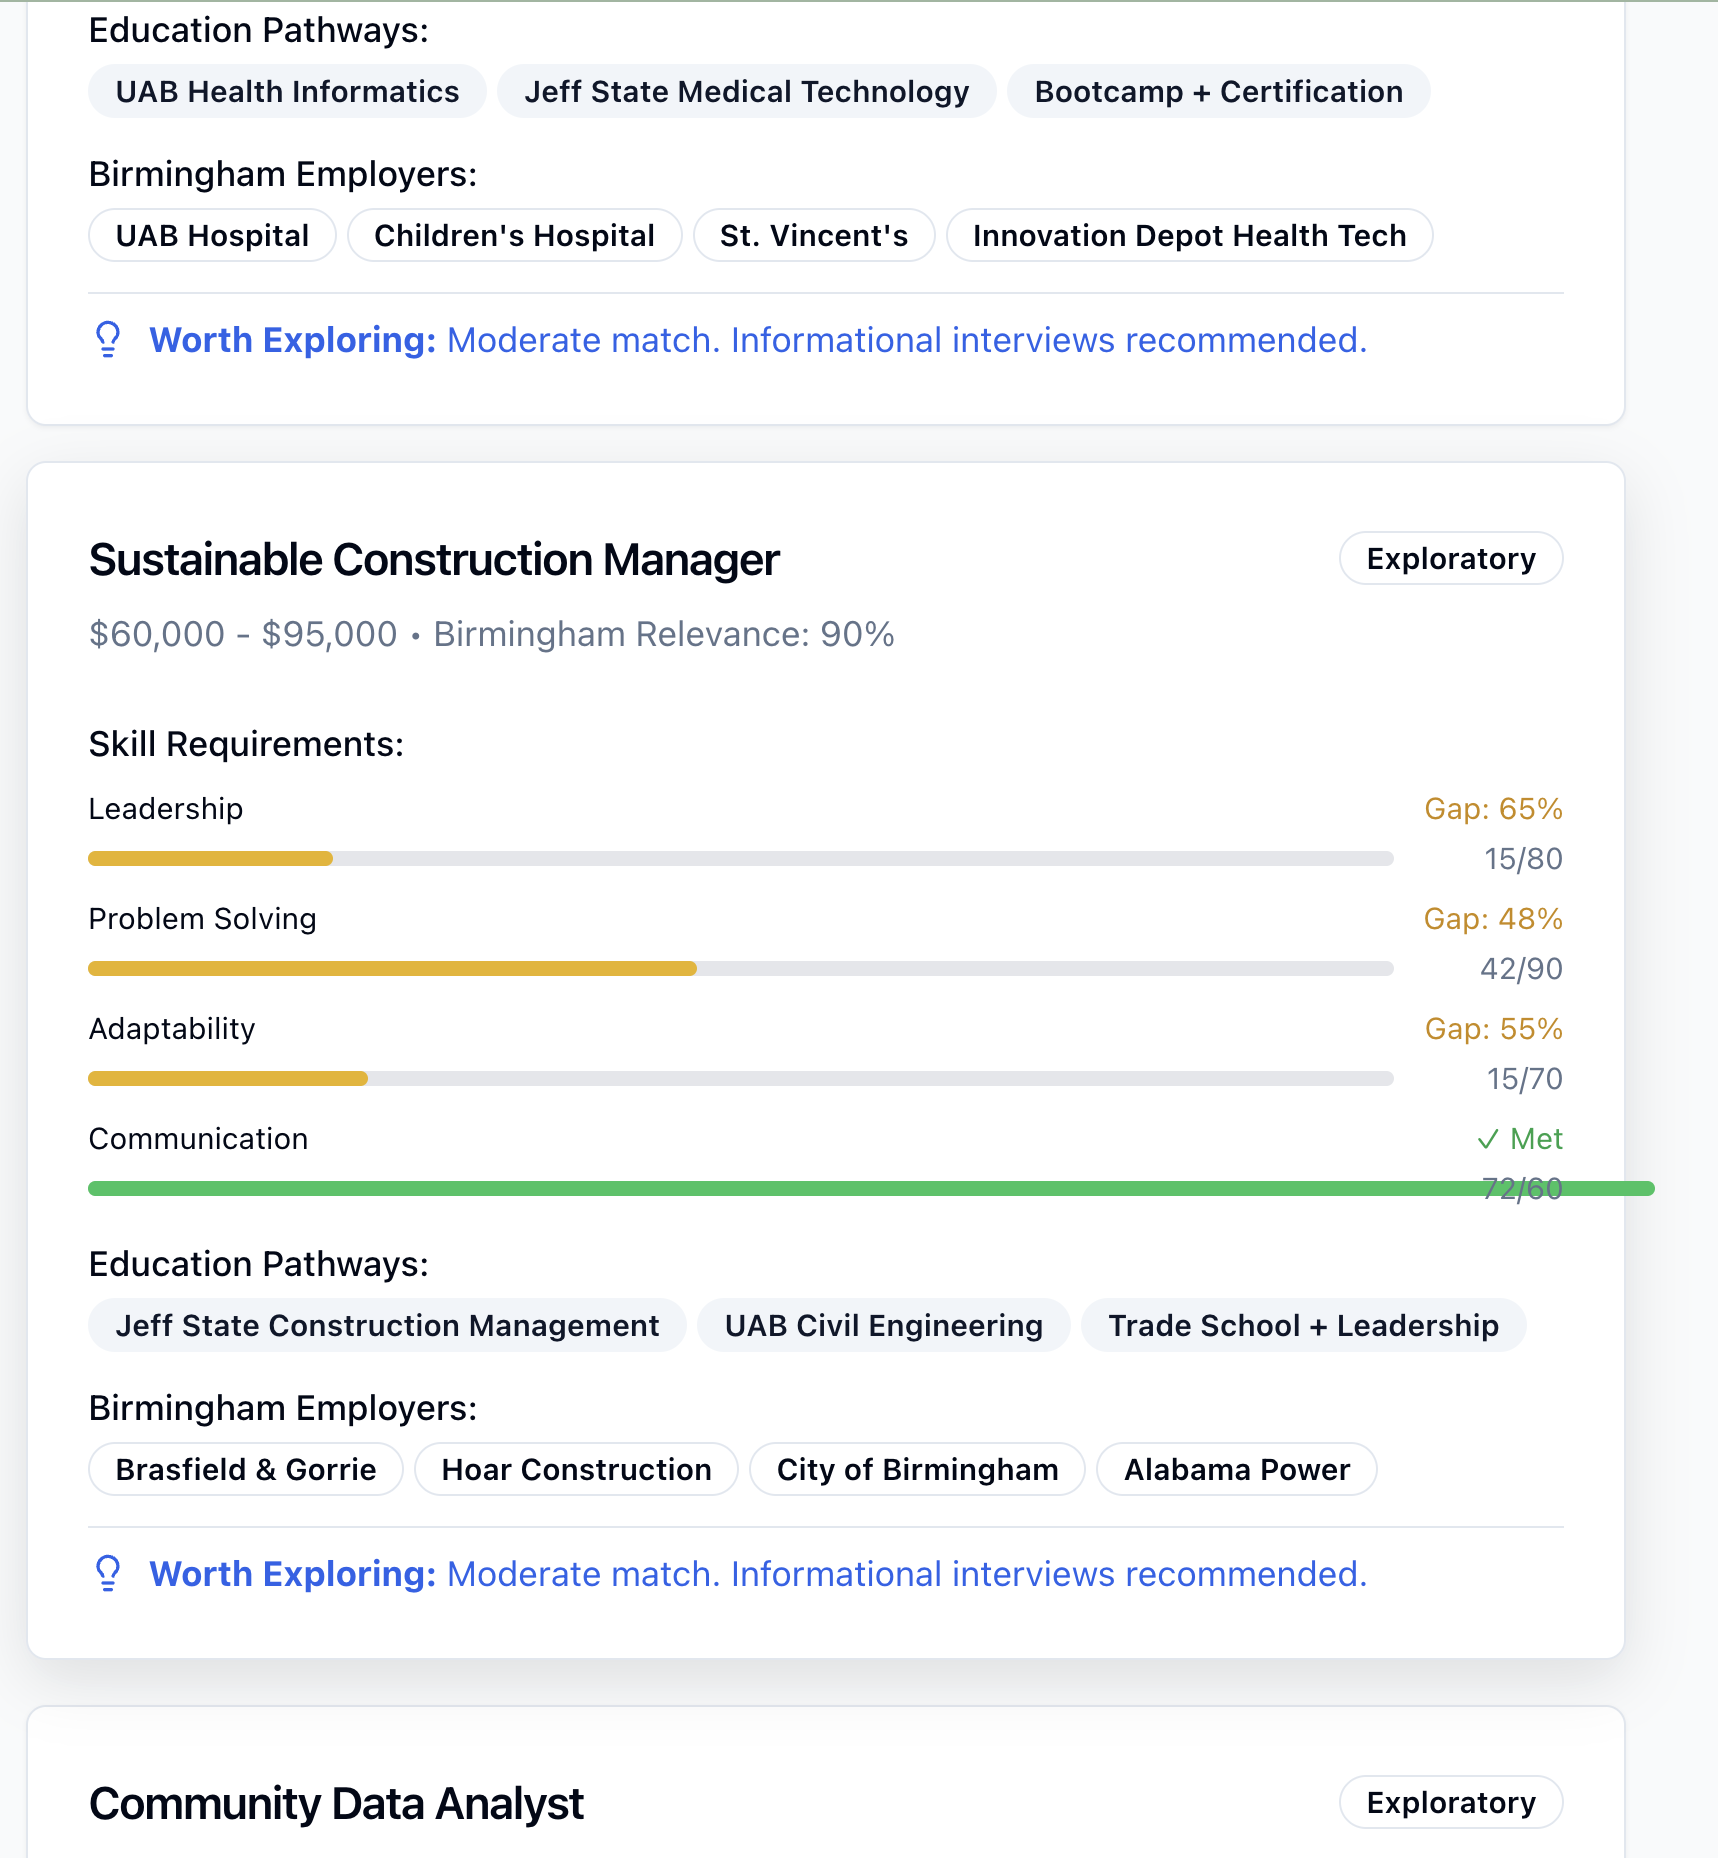 Education Pathways:
UAB Health Informatics Jeff State Medical Technology Bootcamp + Certification
Birmingham Employers:
UAB Hospital Children's Hospital St. Vincent's Innovation Depot Health Tech
Worth Exploring: Moderate match. Informational interviews recommended.
Sustainable Construction Manager Exploratory
$60,000 - $95,000 • Birmingham Relevance: 90%
Skill Requirements:
Leadership Gap: 65%
15/80
Problem Solving Gap: 48%
42/90
Adaptability Gap: 55%
15/70
Communication ✓ Met
72/60
Education Pathways:
Jeff State Construction Management UAB Civil Engineering Trade School + Leadership
Birmingham Employers:
Brasfield & Gorrie Hoar Construction City of Birmingham Alabama Power
Worth Exploring: Moderate match. Informational interviews recommended.
Community Data Analyst Exploratory